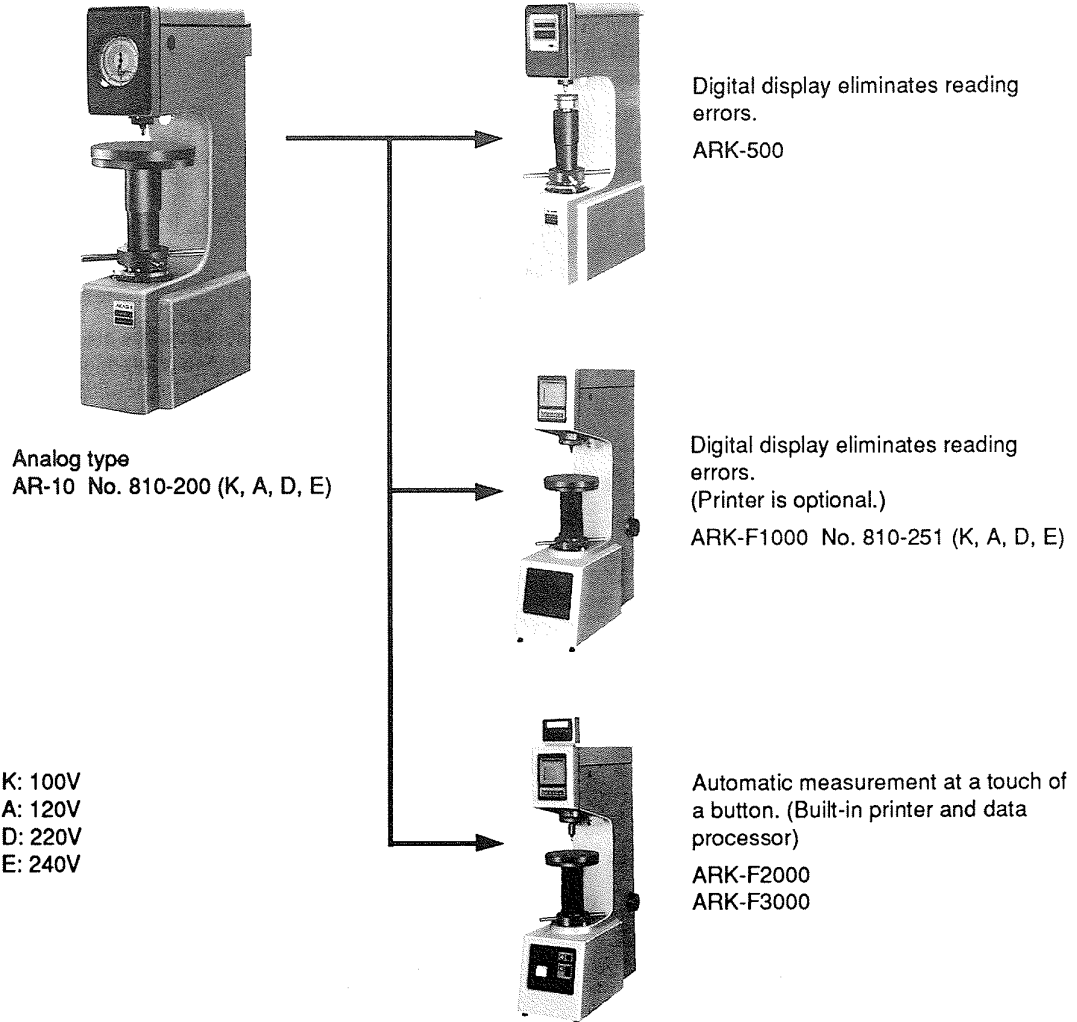 Digital display eliminates reading
errors.
ARK-500
Analog type
AR-10 No. 810-200 (K, A, D, E)
Digital display eliminates reading
errors.
(Printer is optional.)
ARK-F1000 No. 810-251 (K, A, D, E)
K: 100V
A: 120V
D: 220V
E: 240V
Automatic measurement at a touch of
a button. (Built-in printer and data
processor)
ARK-F2000
ARK-F3000